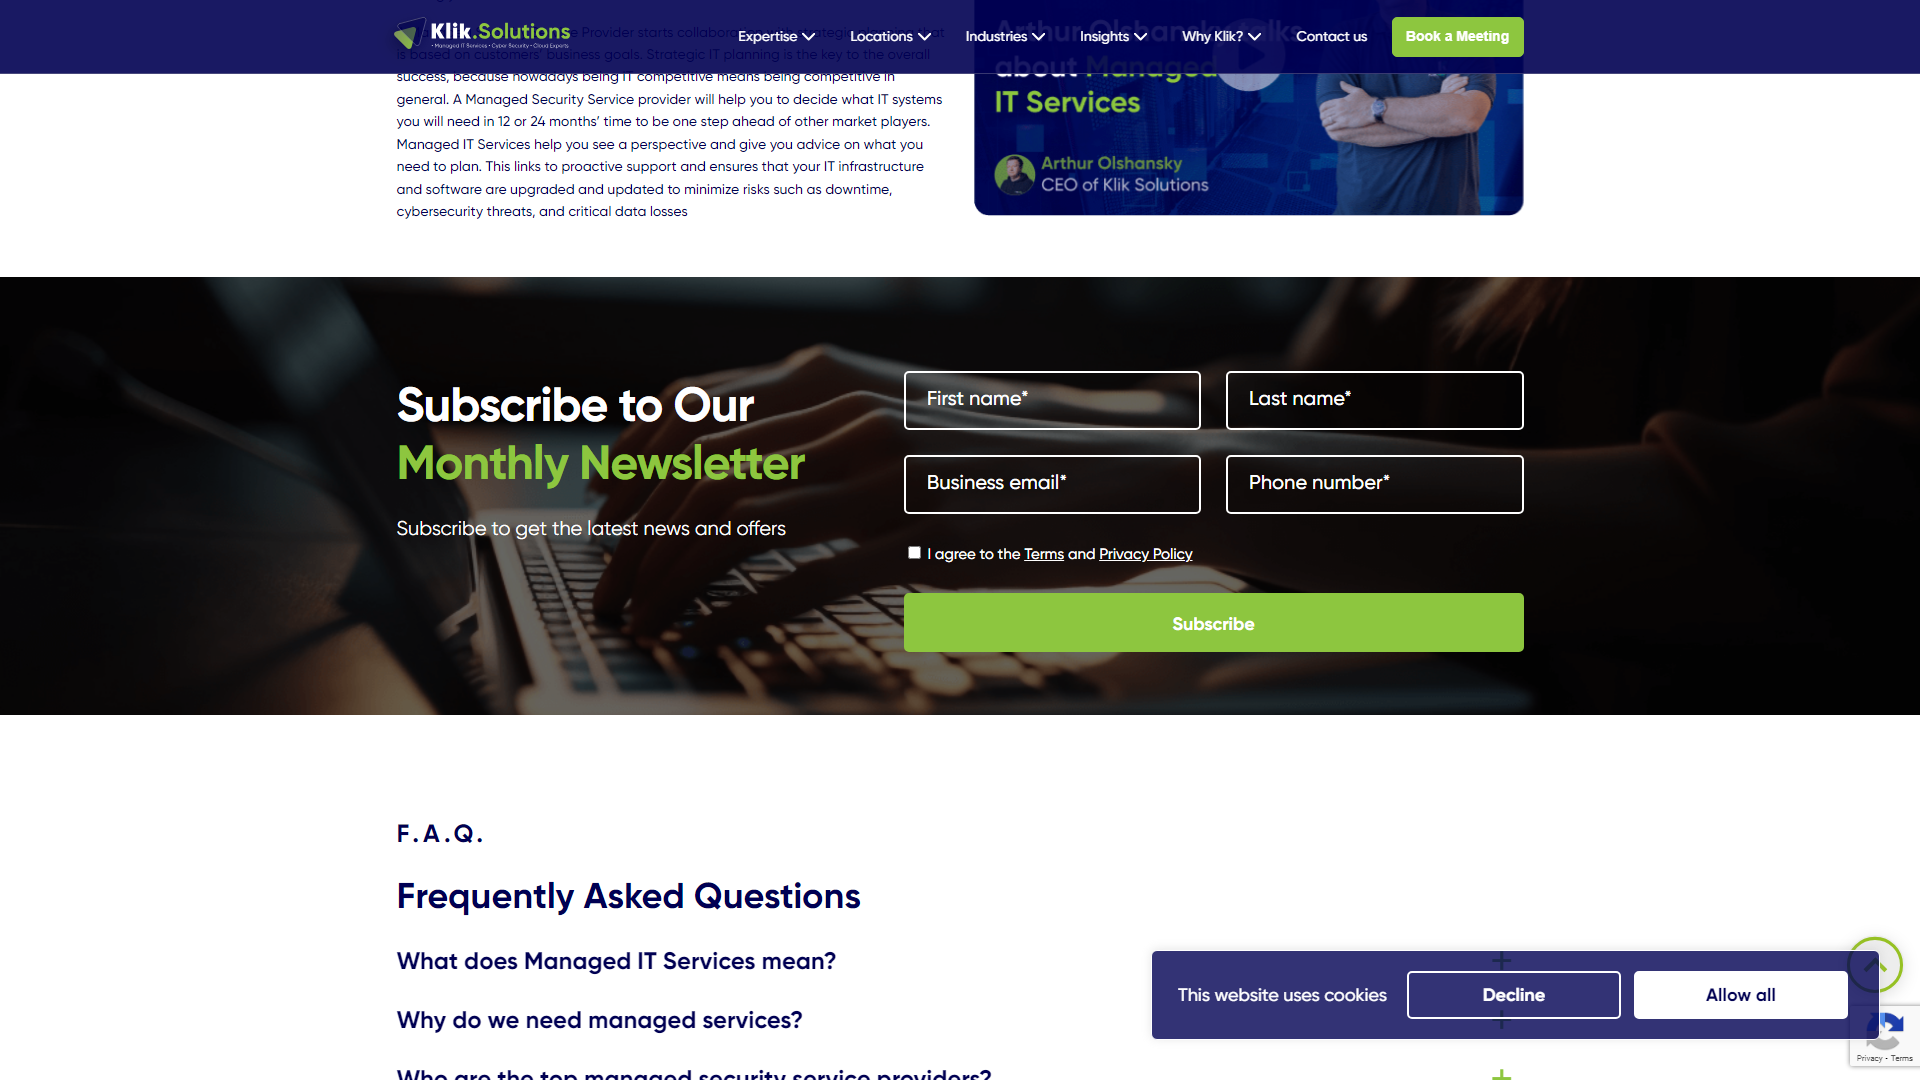 Klik.Solutions
• Managed IT Services • Cyber Security • Cloud Experts
Expertise
Locations
Industries
Insights
Why Klik?
Contact us
Book a Meeting
Provider starts
is based on customers' business goals. Strategic IT planning is the key to the overall
success, because nowadays being IT competitive means being competitive in
general. A Managed Security Service provider will help you to decide what IT systems
you will need in 12 or 24 months’ time to be one step ahead of other market players.
Managed IT Services help you see a perspective and give you advice on what you
need to plan. This links to proactive support and ensures that your IT infrastructure
and software are upgraded and updated to minimize risks such as downtime,
cybersecurity threats, and critical data losses
Arthur Olshansky talks
about Managed
IT Services
Arthur Olshansky
CEO of Klik Solutions
Subscribe to Our
Monthly Newsletter
Subscribe to get the latest news and offers
First name*
Last name*
Business email*
Phone number*
I agree to the Terms and Privacy Policy
Subscribe
F.A.Q.
Frequently Asked Questions
What does Managed IT Services mean?
Why do we need managed services?
Who are the top managed security service providers?
This website uses cookies
Decline
Allow all
Privacy - Terms